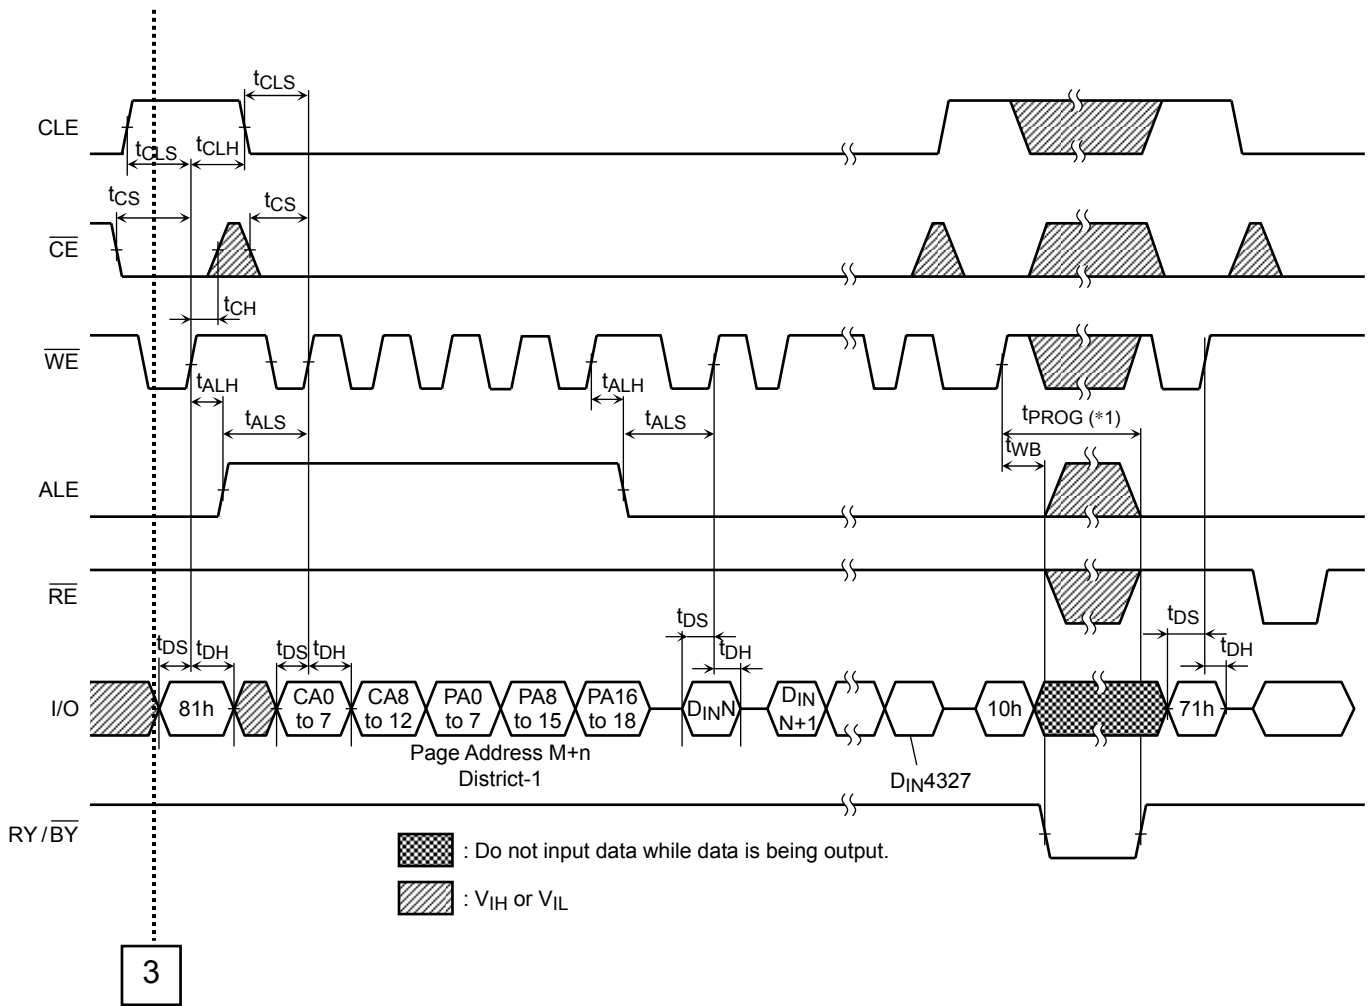 tCLS
CLE
tCLS
tCLH
tCS
tCS
CE
tCH
WE
tALH
tALH
tALS
tALS
tPROG (*1)
tWB
ALE
RE
tDS
tDH
tDS
tDH
tDS
tDH
tDS
tDH
I/O
81h
CA0
to 7
CA8
to 12
PA0
to 7
PA8
to 15
PA16
to 18
DINN
DIN
N+1
10h
71h
Page Address M+n
District-1
DIN4327
RY/BY
: Do not input data while data is being output.
: VIH or VIL
3